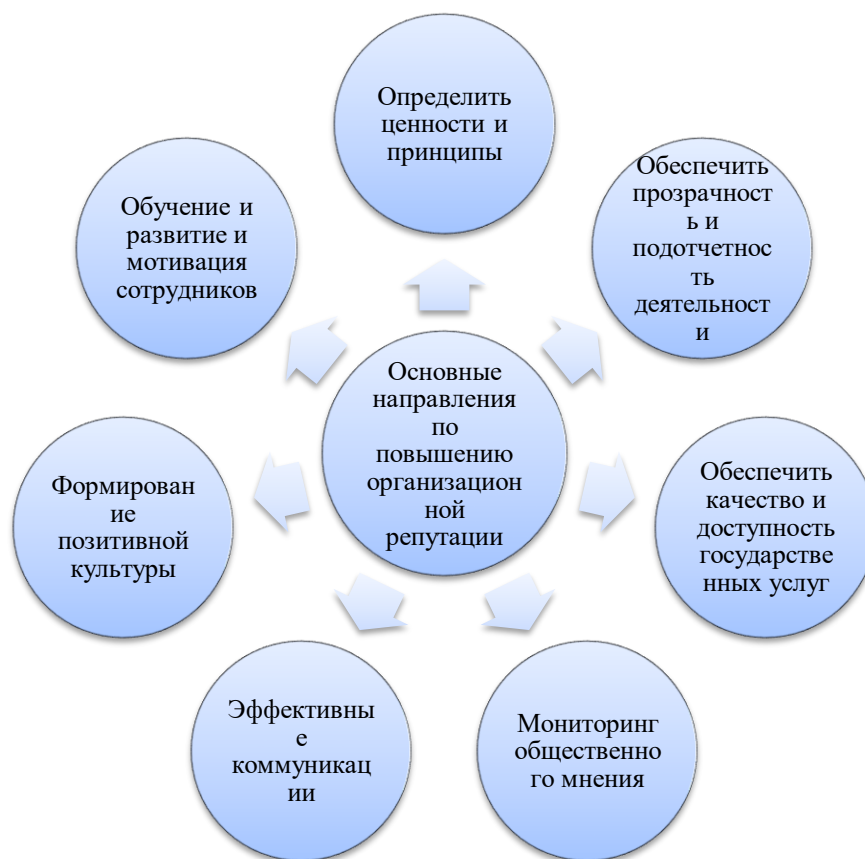 Определить
ценности и
принципы
Обеспечить
прозрачност
ь и
подотчетнос
ть
деятельност
и
Обеспечить
качество и
доступность
государстве
нных услуг
Мониторинг
общественно
го мнения
Эффективны
е
коммуникац
ии
Формирован
ие
позитивной
культуры
Обучение и
развитие и
мотивация
сотрудников
Основные
направления
по
повышению
организацион
ной
репутации